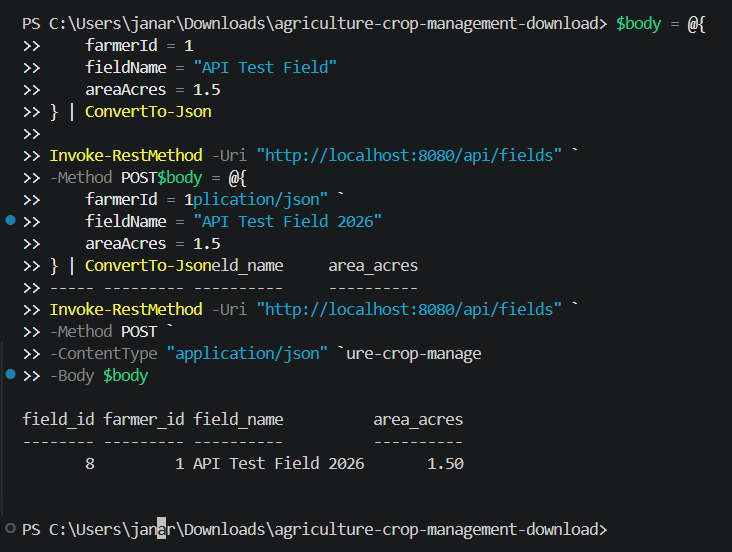 PS C:\Users\janar\Downloads\agriculture-crop-management-download> $body = @{
>>     farmerId = 1
>>     fieldName = "API Test Field"
>>     areaAcres = 1.5
>> } | ConvertTo-Json
>>
>> Invoke-RestMethod -Uri "http://localhost:8080/api/fields" `
>> -Method POST$body = @{
>>     farmerId = 1plication/json" `
>>     fieldName = "API Test Field 2026"
>>     areaAcres = 1.5
>> } | ConvertTo-Jsoneld_name     area_acres
>> ----- --------- ----------     ----------
>> Invoke-RestMethod -Uri "http://localhost:8080/api/fields" `
>> -Method POST `
>> -ContentType "application/json" `ure-crop-manage
>> -Body $body

field_id farmer_id field_name          area_acres
-------- --------- ----------          ----------
       8         1 API Test Field 2026       1.50

PS C:\Users\janar\Downloads\agriculture-crop-management-download>